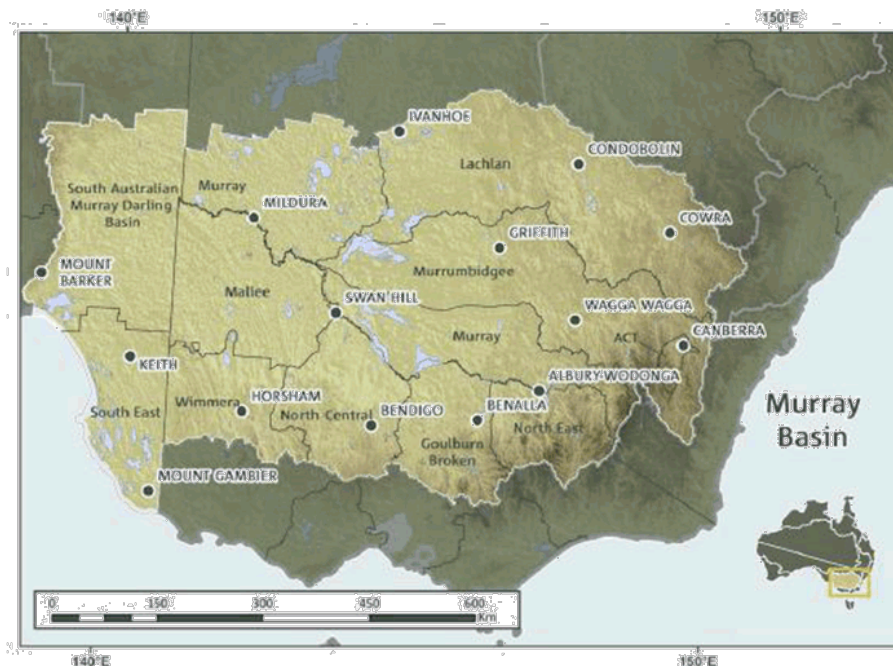 140°E
150°E
IVANHOE
Lachlan
CONDOBOLIN
Murray
South Australian
Murray Darling
Basin
MILDURA
COWRA
GRIFFITH
MOUNT
BARKER
Murrumbidgee
Mallee
SWAN HILL
WAGGA WAGGA
Murray
ACT
CANBERRA
KEITH
ALBURY-WODONGA
HORSHAM
Wimmera
South East
North Central
BENDIGO
BENALLA
North East
Goulburn
Broken
Murray
Basin
MOUNT GAMBIER
0
150
300
450
600
Km
140°E
150°E